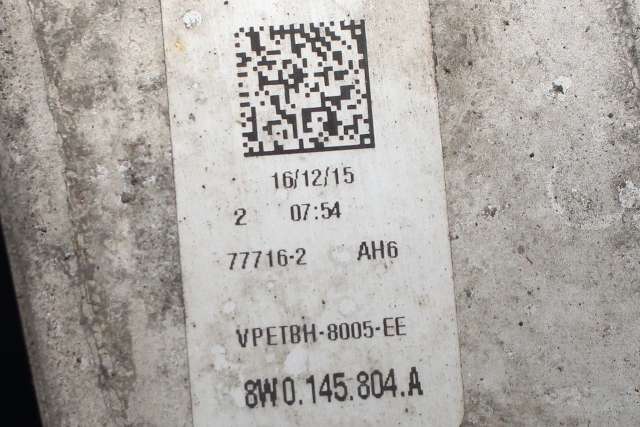 16/12/15
2 07:54
77716-2 AH6
VPETBH-8005-EE
8W0.145.804.A